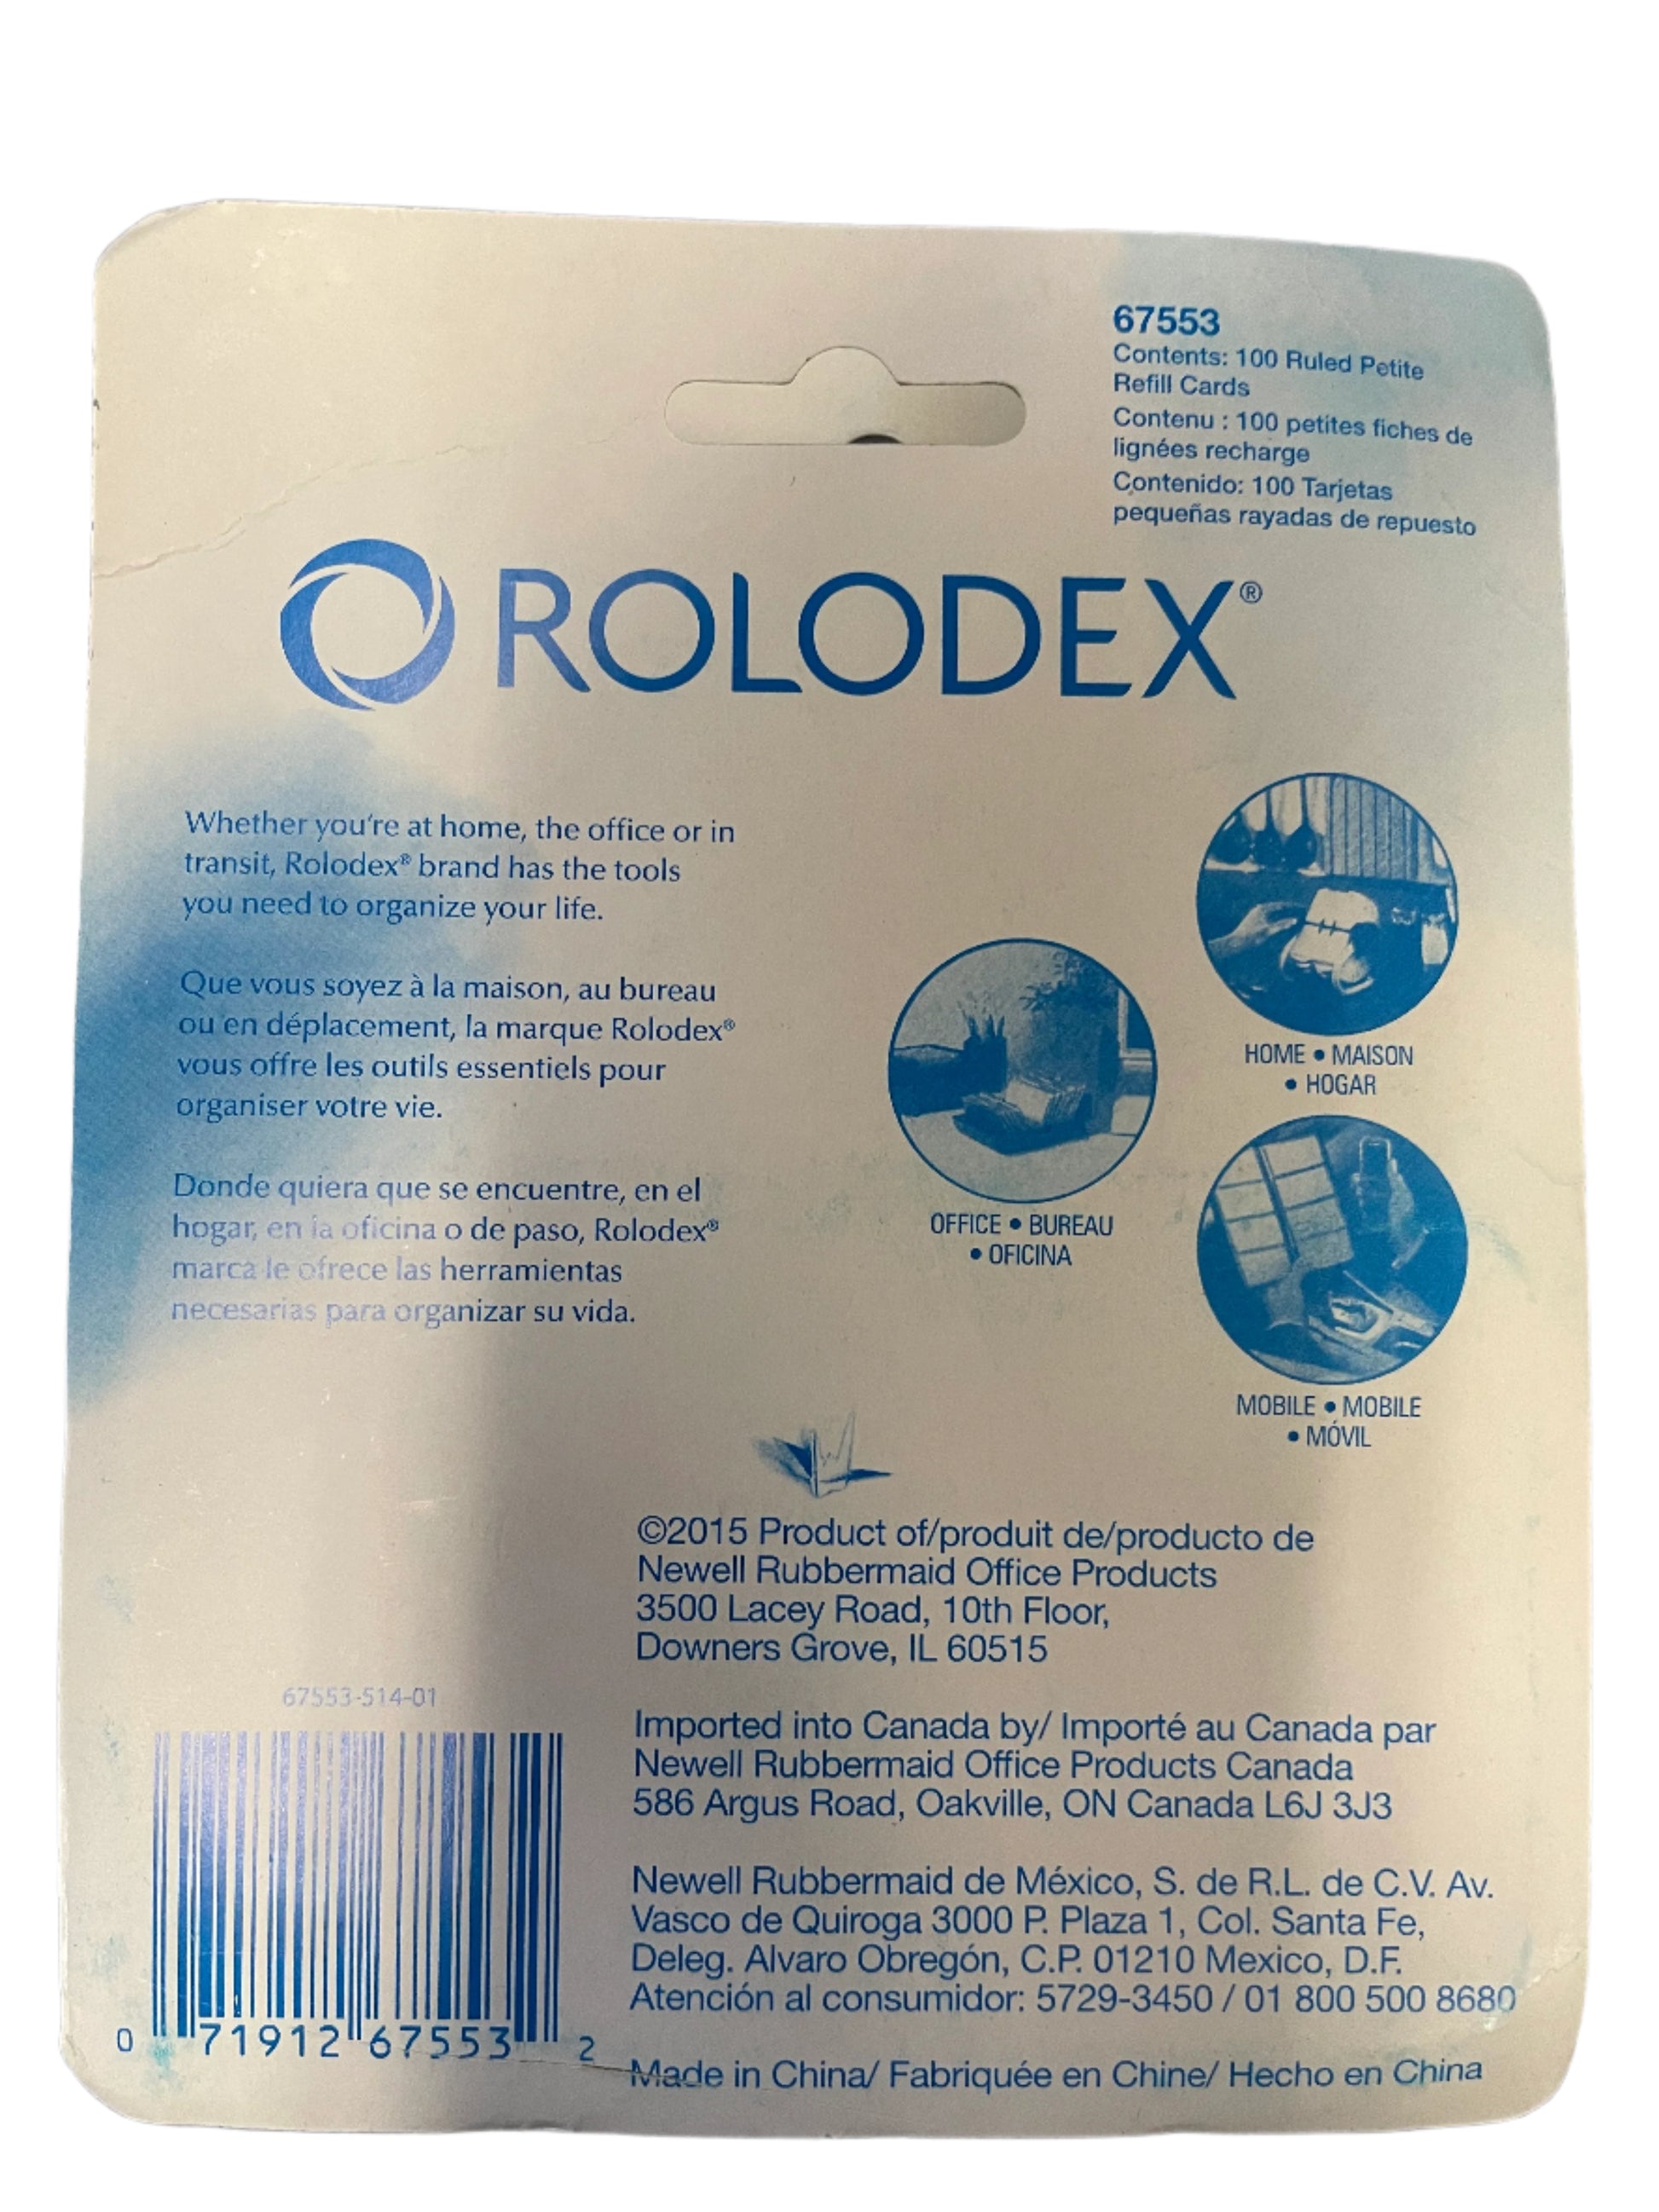 67553
Contents: 100 Ruled Petite
Refill Cards
Contenu : 100 petites fiches de
lignées recharge
Contenido: 100 Tarjetas
pequeñas rayadas de repuesto
ROLODEX®
Whether you're at home, the office or in
transit, Rolodex® brand has the tools
you need to organize your life.
Que vous soyez à la maison, au bureau
ou en déplacement, la marque Rolodex®
vous offre les outils essentiels pour
organiser votre vie.
Donde quiera que se encuentre, en el
hogar, en la oficina o de paso, Rolodex®
marca le ofrece las herramientas
necesarias para organizar su vida.
HOME • MAISON
• HOGAR
OFFICE • BUREAU
• OFICINA
MOBILE • MOBILE
• MÓVIL
©2015 Product of/produit de/producto de
Newell Rubbermaid Office Products
3500 Lacey Road, 10th Floor,
Downers Grove, IL 60515
Imported into Canada by/ Importé au Canada par
Newell Rubbermaid Office Products Canada
586 Argus Road, Oakville, ON Canada L6J 3J3
Newell Rubbermaid de México, S. de R.L. de C.V. Av.
Vasco de Quiroga 3000 P. Plaza 1, Col. Santa Fe,
Deleg. Alvaro Obregón, C.P. 01210 Mexico, D.F.
Atención al consumidor: 5729-3450 / 01 800 500 8680
Made in China/ Fabriquée en Chine/ Hecho en China
67553-514-01
0 71912 67553 2